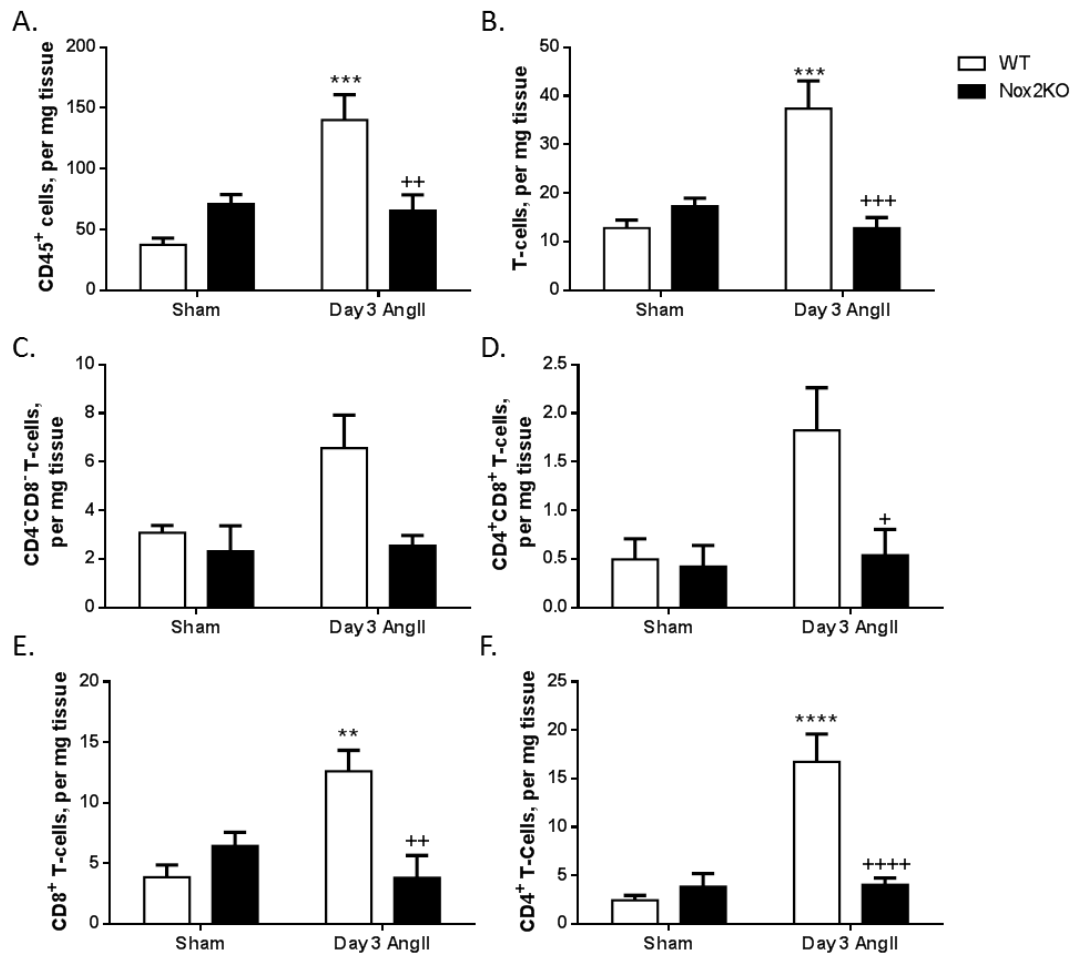 A.
CD45⁺ cells, per mg tissue
200
150
100
50
0
***
++
Sham
Day 3 AngII
B.
T-cells, per mg tissue
50
40
30
20
10
0
***
+++
Sham
Day 3 AngII
WT
Nox2KO
C.
CD4⁻CD8⁻ T-cells,
per mg tissue
10
8
6
4
2
0
Sham
Day 3 AngII
D.
CD4⁺CD8⁺ T-cells,
per mg tissue
2.5
2.0
1.5
1.0
0.5
0.0
+
Sham
Day 3 AngII
E.
CD8⁺ T-cells, per mg tissue
20
15
10
5
0
**
++
Sham
Day 3 AngII
F.
CD4⁺ T-Cells, per mg tissue
25
20
15
10
5
0
****
++++
Sham
Day 3 AngII